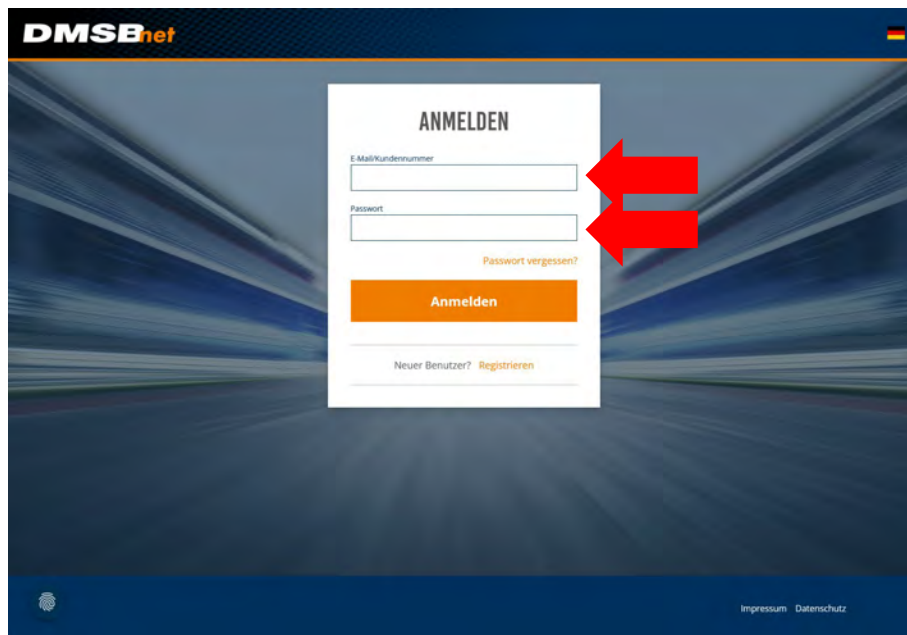 DMSBnet
ANMELDEN
E-Mail/Kundennummer
Passwort
Passwort vergessen?
Anmelden
Neuer Benutzer? Registrieren
Impressum Datenschutz